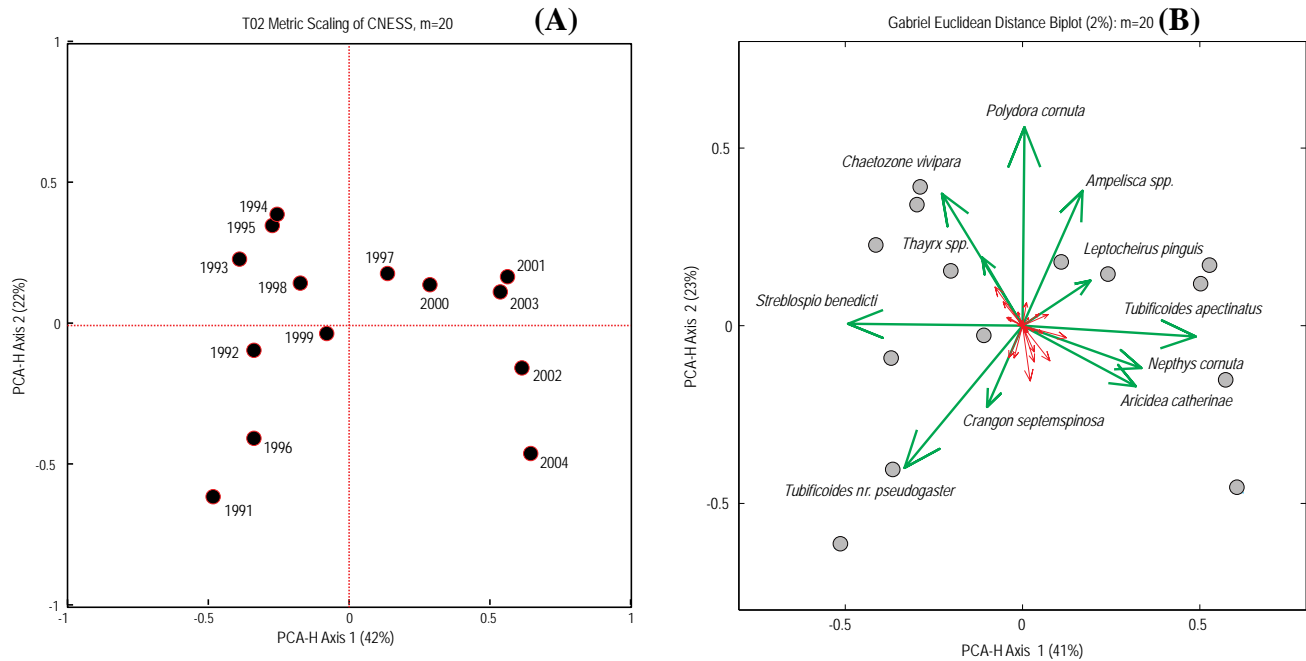 T02 Metric Scaling of CNESS, m=20 (A)
1
0.5
0
-0.5
-1
-1
-0.5
0
0.5
1
PCA-H Axis 2 (22%)
PCA-H Axis 1 (42%)
1994
1995
1993
1998
1997
2000
2001
2003
1999
1992
2002
1996
2004
1991
Gabriel Euclidean Distance Biplot (2%): m=20 (B)
0.5
0
-0.5
-0.5
0.0
0.5
PCA-H Axis 2 (23%)
PCA-H Axis 1 (41%)
Polydora cornuta
Chaetozone vivipara
Ampelisca spp.
Thayrx spp.
Leptocheirus pinguis
Streblospio benedicti
Tubificoides apectinatus
Nepthys cornuta
Aricidea catherinae
Crangon septemspinosa
Tubificoides nr. pseudogaster